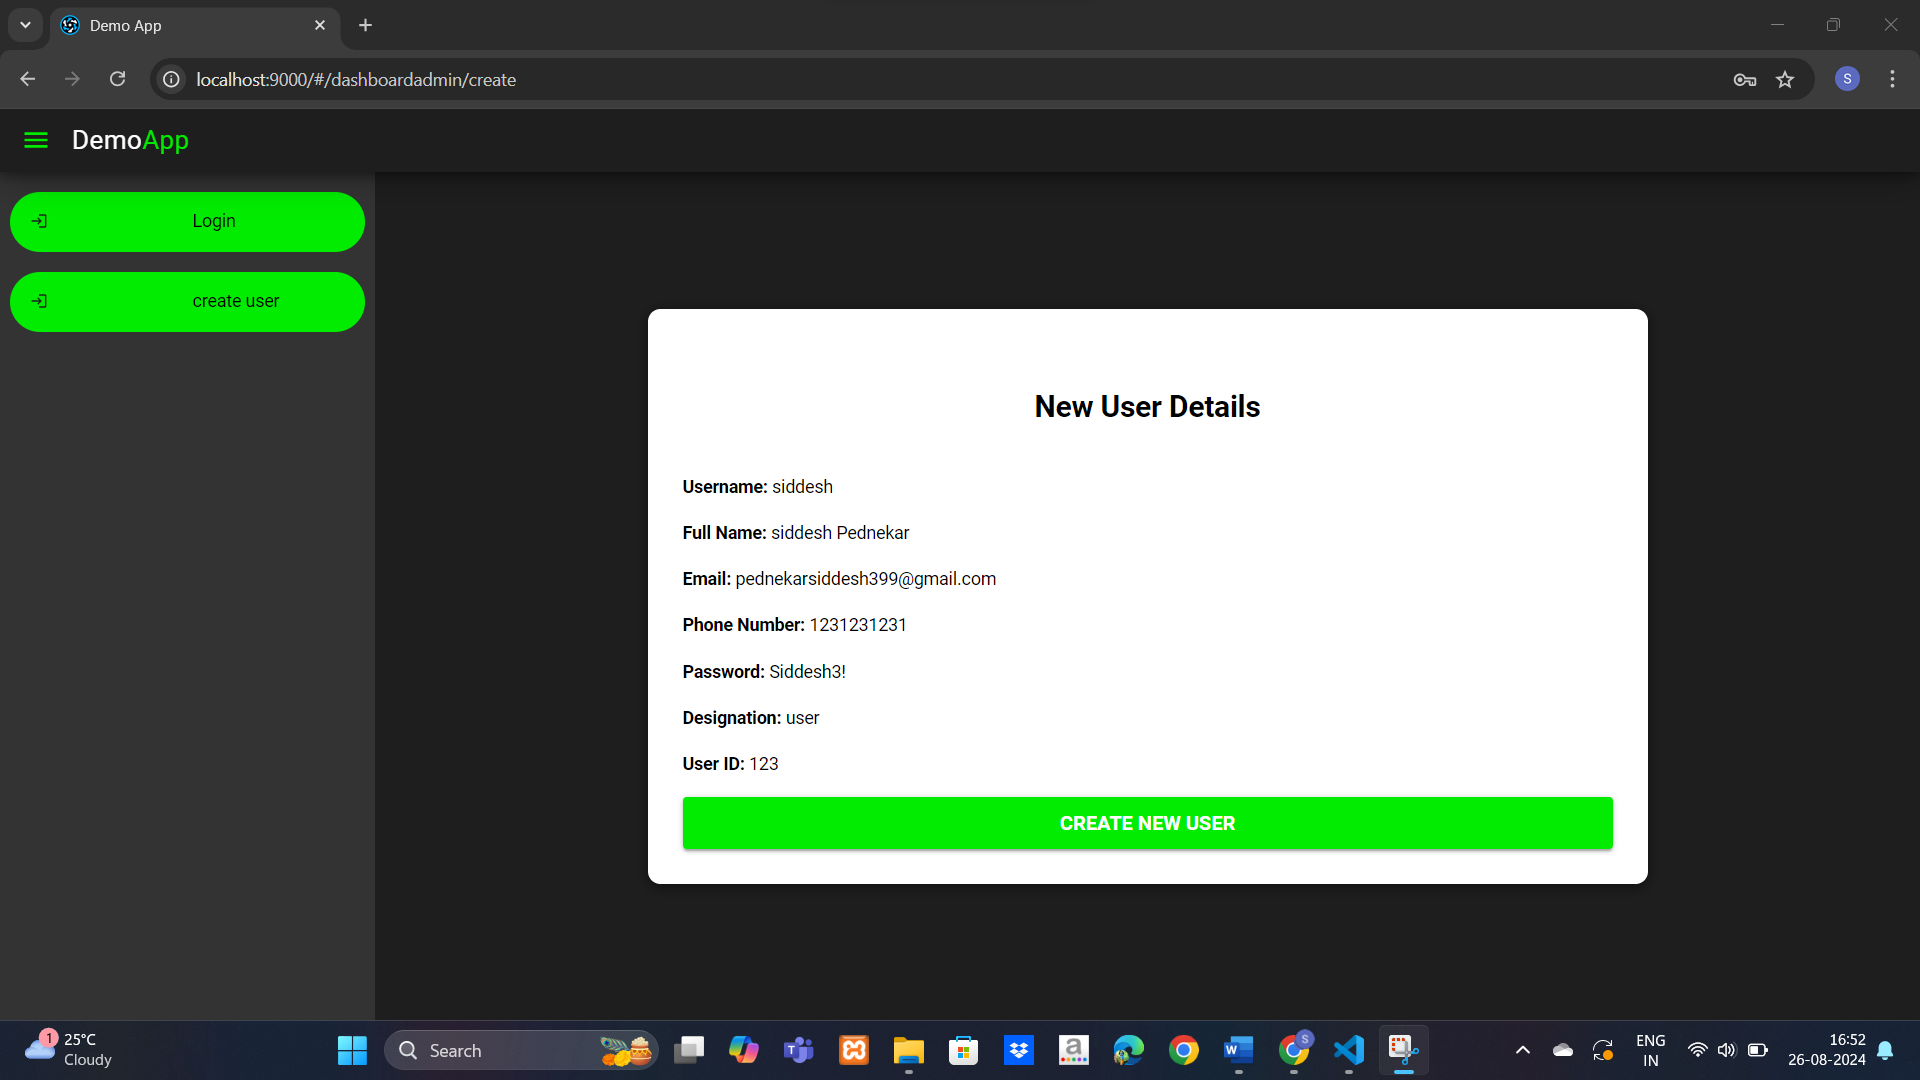 Demo App
localhost:9000/#/dashboardadmin/create
S
DemoApp
Login
create user
New User Details
Username: siddesh
Full Name: siddesh Pednekar
Email: pednekarsiddesh399@gmail.com
Phone Number: 1231231231
Password: Siddesh3!
Designation: user
User ID: 123
CREATE NEW USER
1
25°C
Cloudy
Search
T
a
W
S
ENG
IN
16:52
26-08-2024